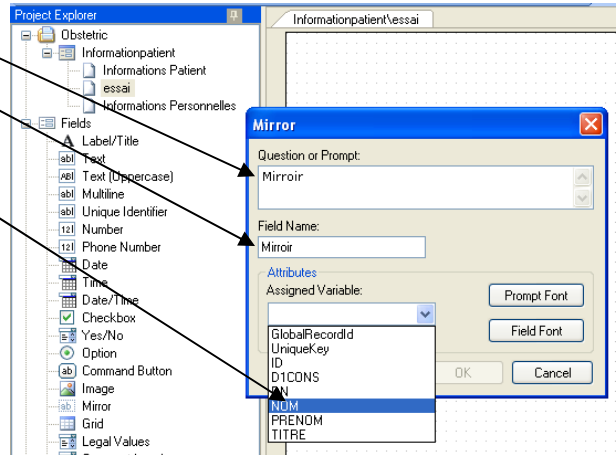 Project Explorer
Obstetric
Informationpatient
Informations Patient
essai
Informations Personnelles
Fields
Label/Title
Text
Text (Uppercase)
Multiline
Unique Identifier
Number
Phone Number
Date
Time
Date/Time
Checkbox
Yes/No
Option
Command Button
Image
Mirror
Grid
Legal Values
Informationpatient\essai
Mirror
Question or Prompt:
Mirroir
Field Name:
Mirroir
Attributes
Assigned Variable:
Prompt Font
Field Font
GlobalRecordId
UniqueKey
ID
D1CONS
NOM
PRENOM
TITRE
OK
Cancel